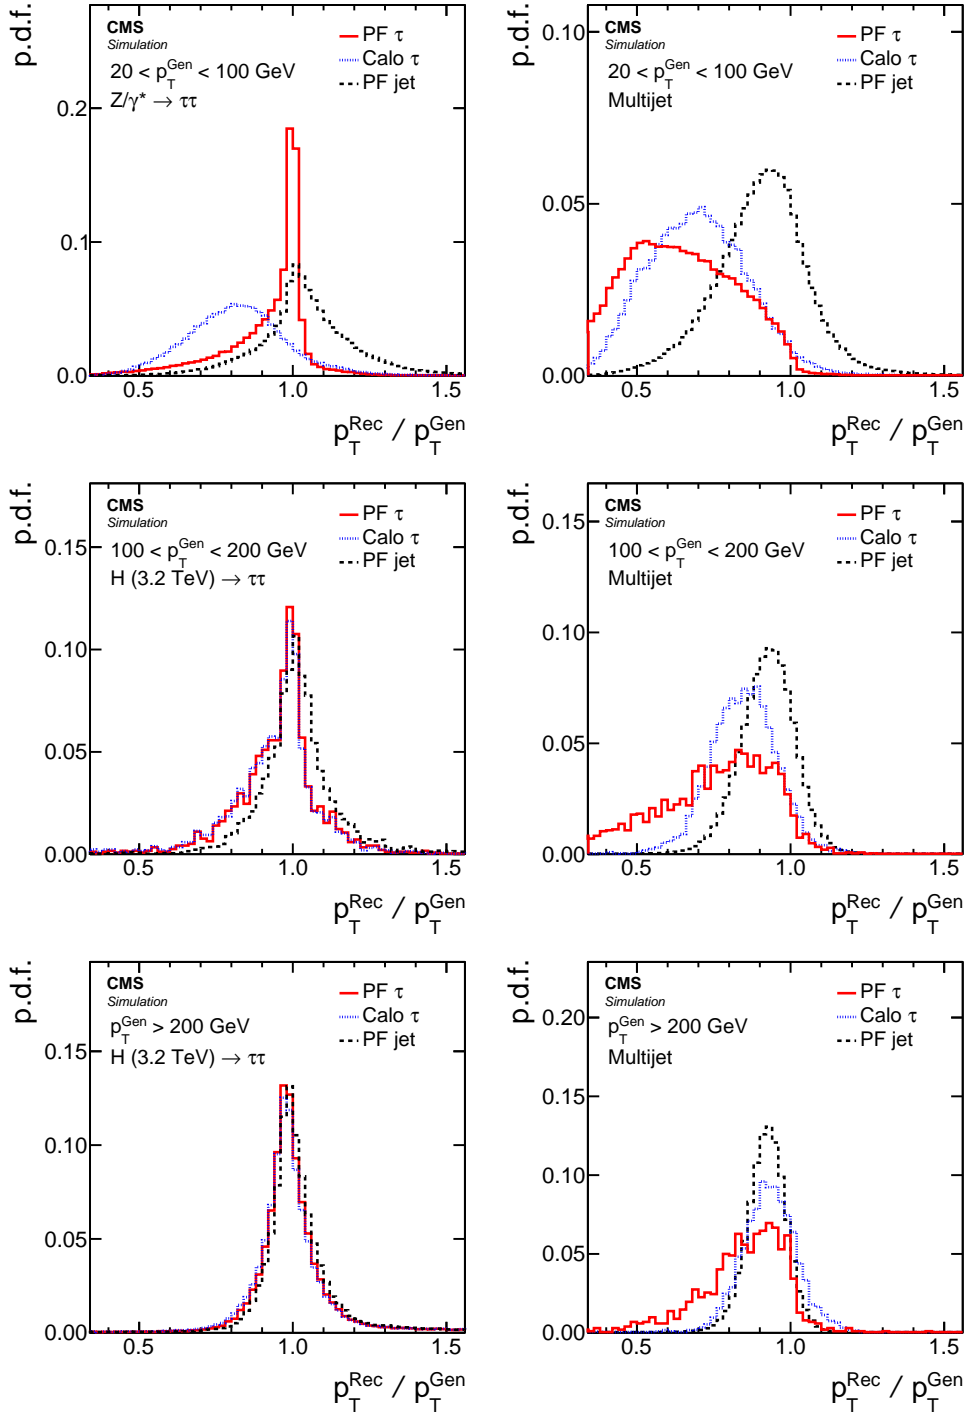 p.d.f.
CMS
Simulation
20 < p_T^Gen < 100 GeV
Z/γ* → ττ
PF τ
Calo τ
PF jet
0.2
0.1
0.0
0.5 1.0 1.5
p_T^Rec / p_T^Gen
p.d.f.
CMS
Simulation
20 < p_T^Gen < 100 GeV
Multijet
PF τ
Calo τ
PF jet
0.10
0.05
0.00
0.5 1.0 1.5
p_T^Rec / p_T^Gen
p.d.f.
CMS
Simulation
100 < p_T^Gen < 200 GeV
H (3.2 TeV) → ττ
PF τ
Calo τ
PF jet
0.15
0.10
0.05
0.00
0.5 1.0 1.5
p_T^Rec / p_T^Gen
p.d.f.
CMS
Simulation
100 < p_T^Gen < 200 GeV
Multijet
PF τ
Calo τ
PF jet
0.15
0.10
0.05
0.00
0.5 1.0 1.5
p_T^Rec / p_T^Gen
p.d.f.
CMS
Simulation
p_T^Gen > 200 GeV
H (3.2 TeV) → ττ
PF τ
Calo τ
PF jet
0.15
0.10
0.05
0.00
0.5 1.0 1.5
p_T^Rec / p_T^Gen
p.d.f.
CMS
Simulation
p_T^Gen > 200 GeV
Multijet
PF τ
Calo τ
PF jet
0.20
0.15
0.10
0.05
0.00
0.5 1.0 1.5
p_T^Rec / p_T^Gen